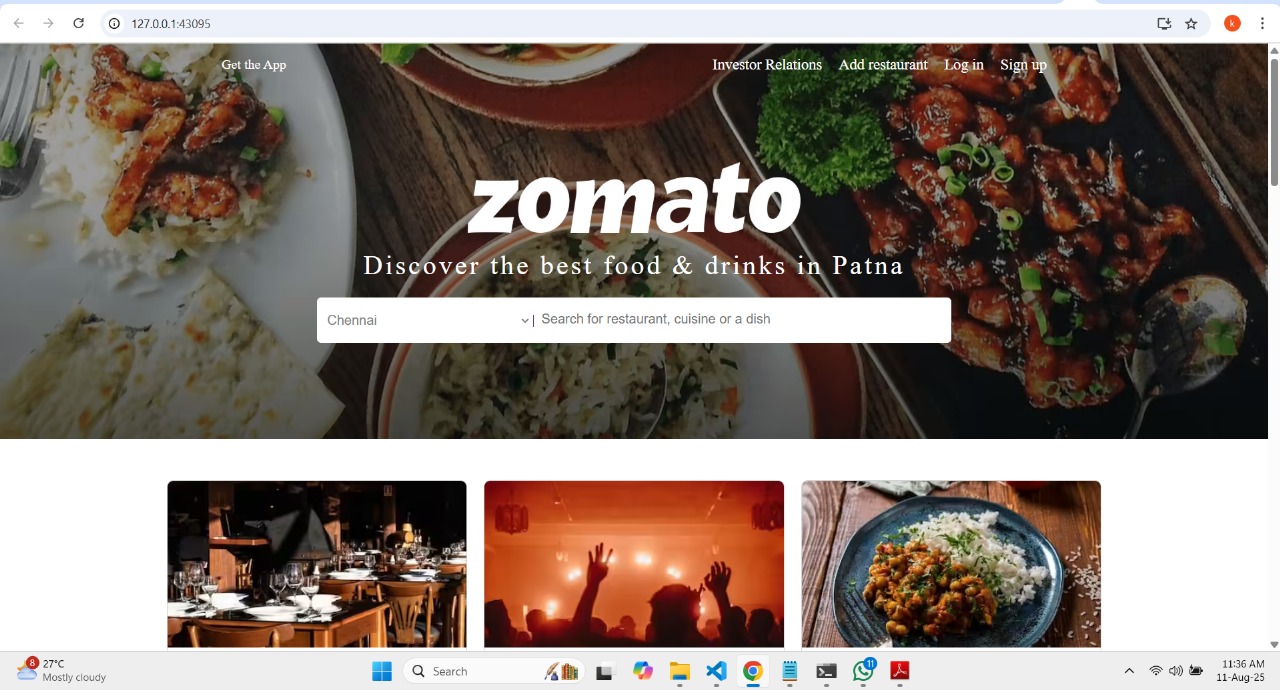 127.0.0.1:43095
k
Get the App
Investor Relations Add restaurant Log in Sign up
zomato
Discover the best food & drinks in Patna
Chennai | Search for restaurant, cuisine or a dish
8
27°C
Mostly cloudy
Search
11
11:36 AM
11-Aug-25